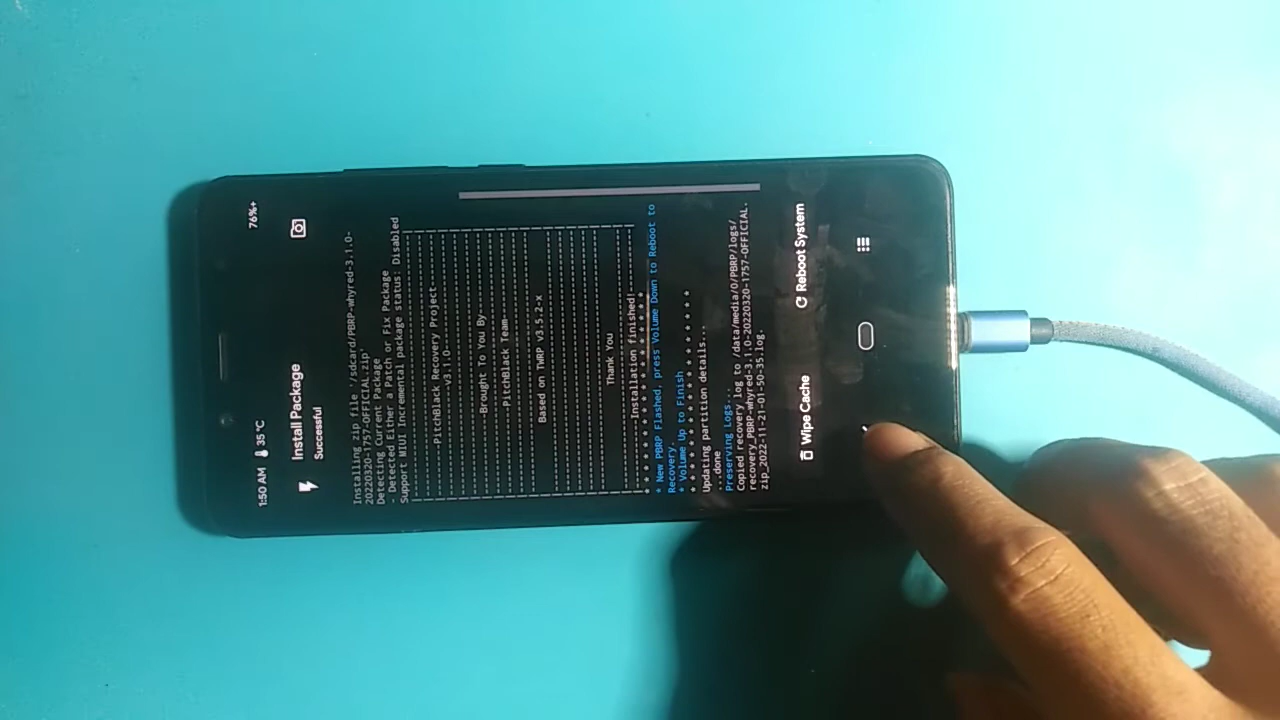 1:50 AM 35 °C 76%+
Install Package
Successful
Installing zip file '/sdcard/PBRP-whyred-3.1.0-
20220320-1757-OFFICIAL.zip'
Detecting Current Package
- Detected Either a Patch or Fix Package
Support MIUI Incremental package status: Disabled
PitchBlack Recovery Project
v3.1.0
Brought To You By
PitchBlack Team
Based on TWRP v3.5.2-x
Thank You
Installation finished!
* New PBRP Flashed, press Volume Down to Reboot to
Recovery.
* Volume Up to Finish
Updating partition details...
...done
Preserving Logs...
Copied recovery log to /data/media/0/PBRP/logs/
recovery_PBRP-whyred-3.1.0-20220320-1757-OFFICIAL.
zip_2022-11-21-01-50-35.log.
Wipe Cache Reboot System